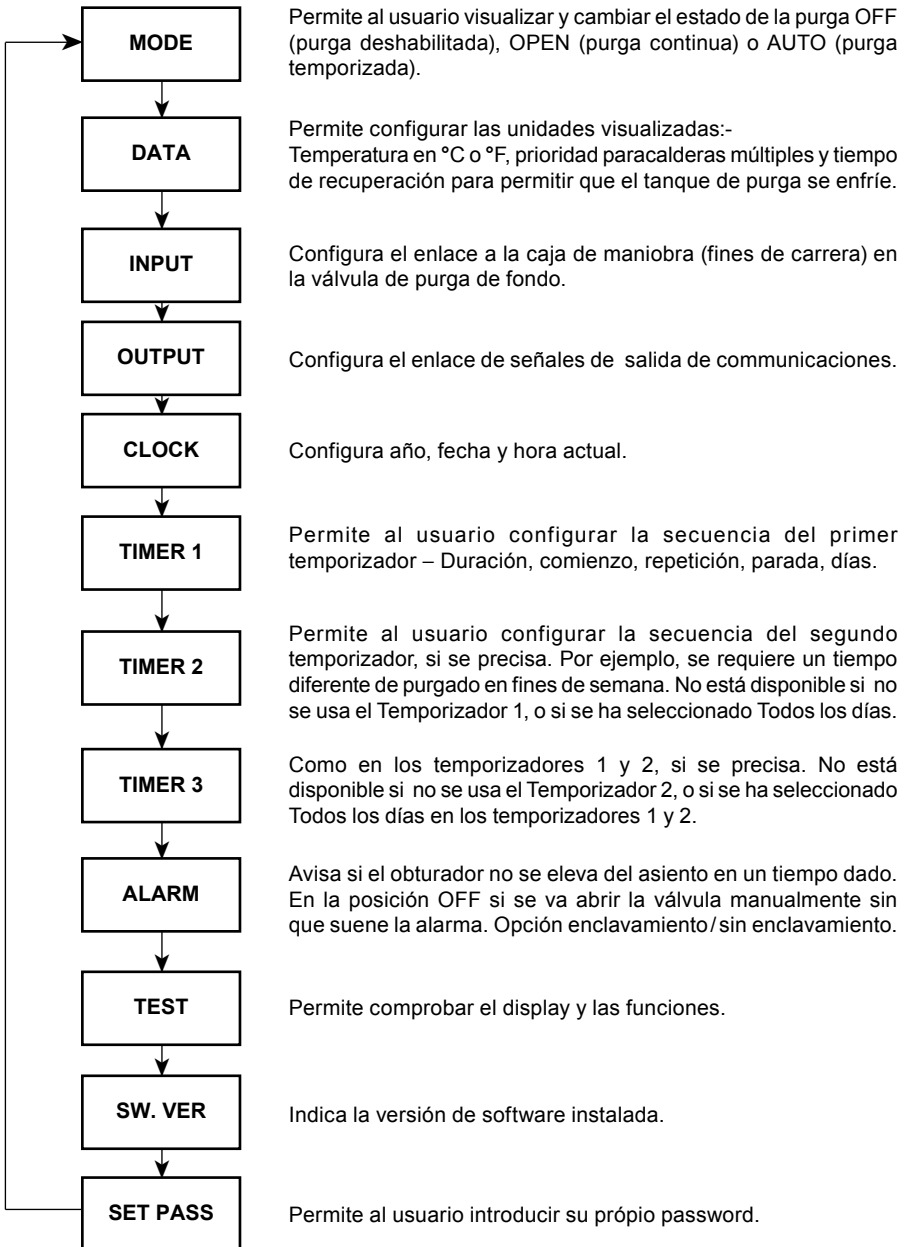 MODE
Permite al usuario visualizar y cambiar el estado de la purga OFF
(purga deshabilitada), OPEN (purga continua) o AUTO (purga
temporizada).
DATA
Permite configurar las unidades visualizadas:-
Temperatura en °C o °F, prioridad paracalderas múltiples y tiempo
de recuperación para permitir que el tanque de purga se enfríe.
INPUT
Configura el enlace a la caja de maniobra (fines de carrera) en
la válvula de purga de fondo.
OUTPUT
Configura el enlace de señales de salida de communicaciones.
CLOCK
Configura año, fecha y hora actual.
TIMER 1
Permite al usuario configurar la secuencia del primer
temporizador – Duración, comienzo, repetición, parada, días.
TIMER 2
Permite al usuario configurar la secuencia del segundo
temporizador, si se precisa. Por ejemplo, se requiere un tiempo
diferente de purgado en fines de semana. No está disponible si no
se usa el Temporizador 1, o si se ha seleccionado Todos los días.
TIMER 3
Como en los temporizadores 1 y 2, si se precisa. No está
disponible si no se usa el Temporizador 2, o si se ha seleccionado
Todos los días en los temporizadores 1 y 2.
ALARM
Avisa si el obturador no se eleva del asiento en un tiempo dado.
En la posición OFF si se va abrir la válvula manualmente sin
que suene la alarma. Opción enclavamiento/sin enclavamiento.
TEST
Permite comprobar el display y las funciones.
SW. VER
Indica la versión de software instalada.
SET PASS
Permite al usuario introducir su própio password.